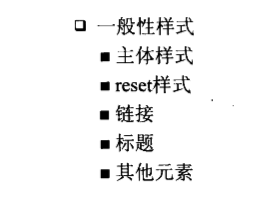 ❑ 一般性样式
■ 主体样式
■ reset样式
■ 链接
■ 标题
■ 其他元素